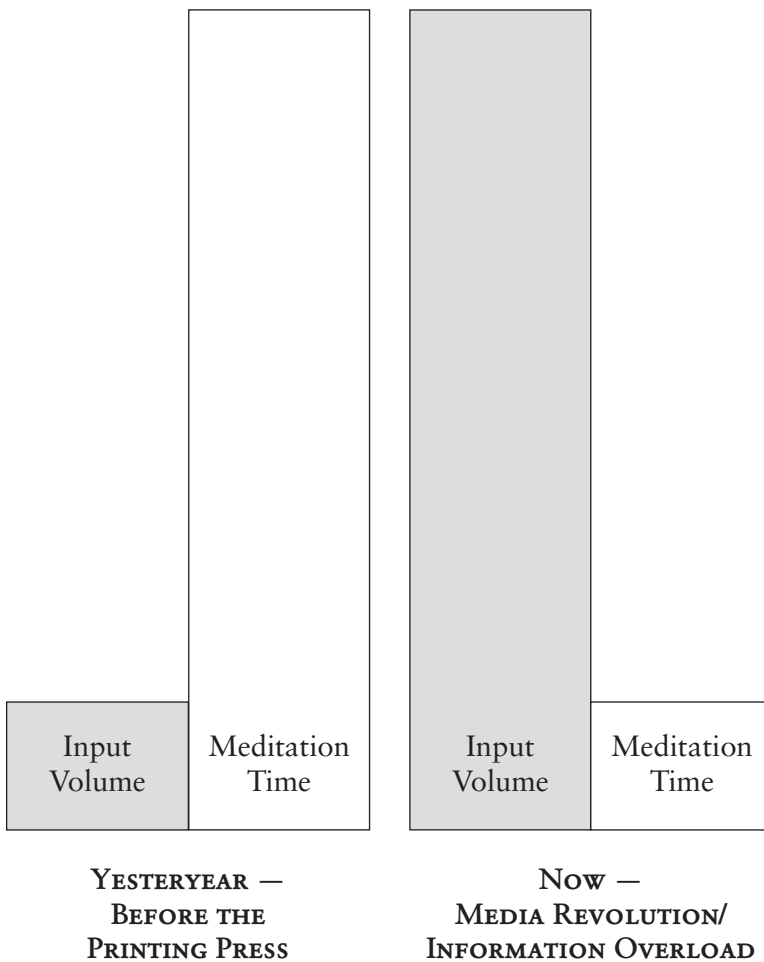 Input
Volume
Meditation
Time
Input
Volume
Meditation
Time
Yesteryear —
Before the
Printing Press
Now —
Media Revolution/
Information Overload